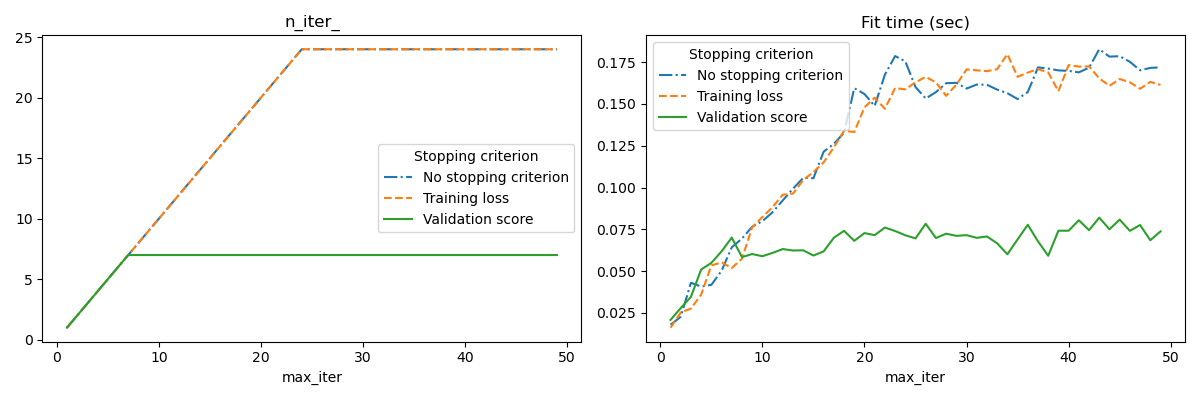 n_iter_
25
20
15
10
5
0
0 10 20 30 40 50
max_iter
Stopping criterion
No stopping criterion
Training loss
Validation score
Fit time (sec)
0.175
0.150
0.125
0.100
0.075
0.050
0.025
0 10 20 30 40 50
max_iter
Stopping criterion
No stopping criterion
Training loss
Validation score